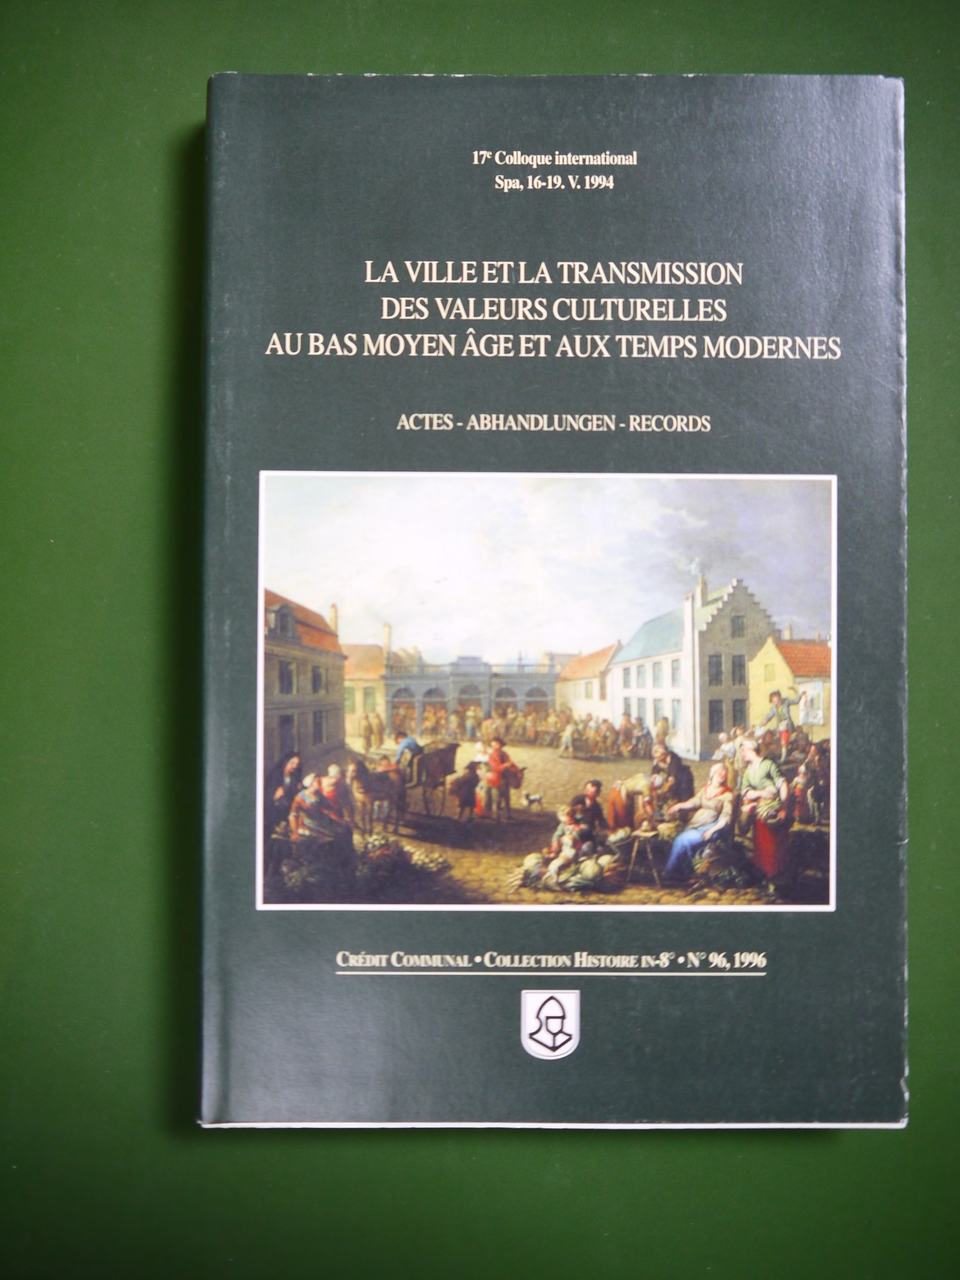 17e Colloque international
Spa, 16-19. V. 1994
LA VILLE ET LA TRANSMISSION
DES VALEURS CULTURELLES
AU BAS MOYEN ÂGE ET AUX TEMPS MODERNES
ACTES - ABHANDLUNGEN - RECORDS
CRÉDIT COMMUNAL • COLLECTION HISTOIRE IN-8° • N° 96, 1996